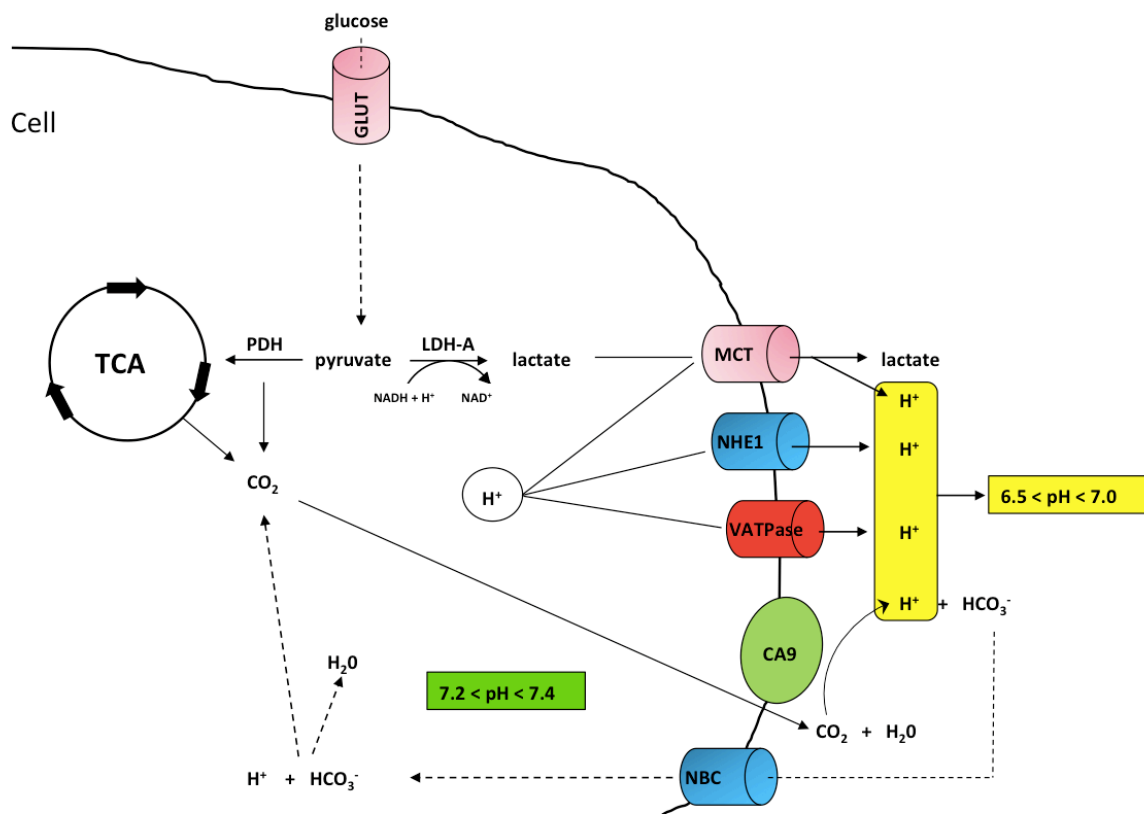 glucose
GLUT
Cell
TCA
PDH
pyruvate
LDH-A
lactate
NADH + H⁺
NAD⁺
MCT
lactate
H⁺
NHE1
H⁺
CO₂
H⁺
6.5 < pH < 7.0
VATPase
H⁺
H⁺ + HCO₃⁻
CA9
H₂0
7.2 < pH < 7.4
CO₂ + H₂0
H⁺ + HCO₃⁻
NBC